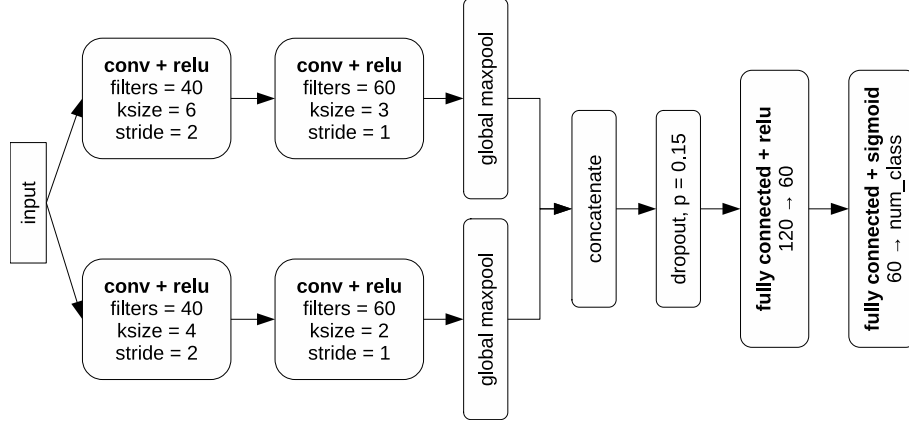 input
conv + relu
filters = 40
ksize = 6
stride = 2
conv + relu
filters = 60
ksize = 3
stride = 1
global maxpool
conv + relu
filters = 40
ksize = 4
stride = 2
conv + relu
filters = 60
ksize = 2
stride = 1
global maxpool
concatenate
dropout, p = 0.15
fully connected + relu
120 → 60
fully connected + sigmoid
60 → num_class